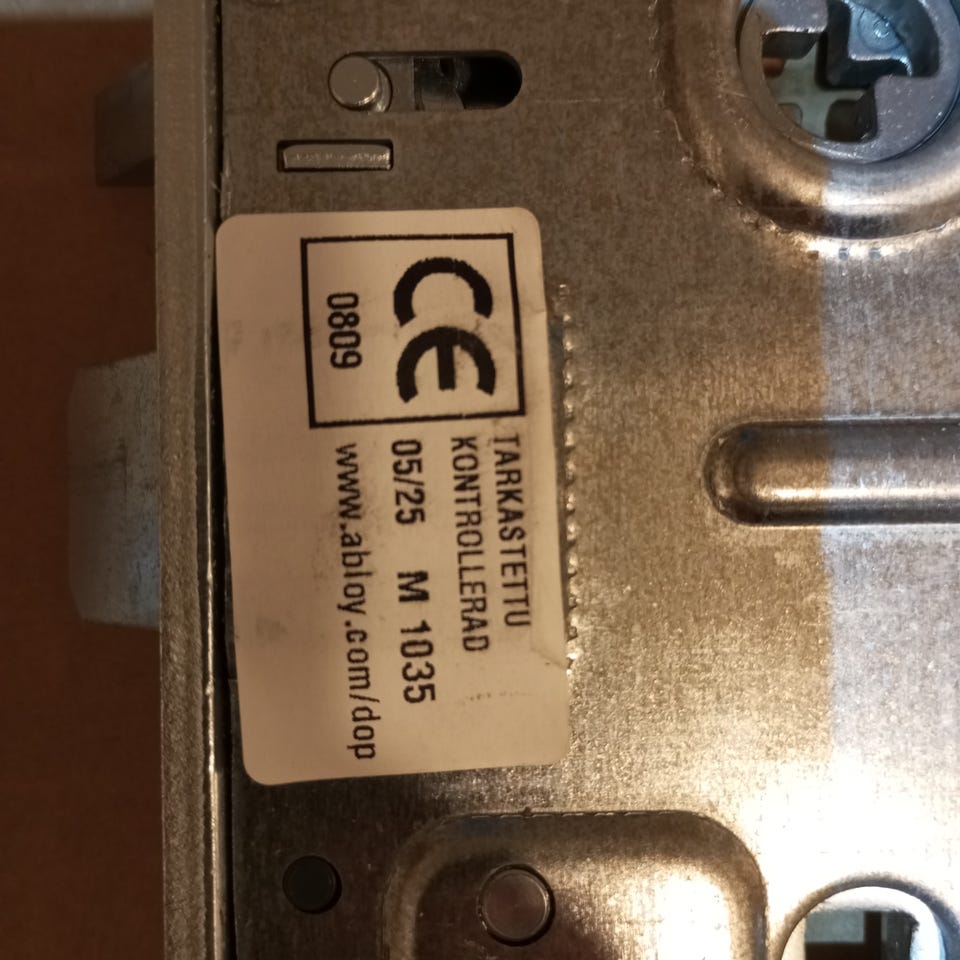 CE
0809
TARKASTETTU
KONTROLLERAD
05/25 M 1035
www.abloy.com/dop